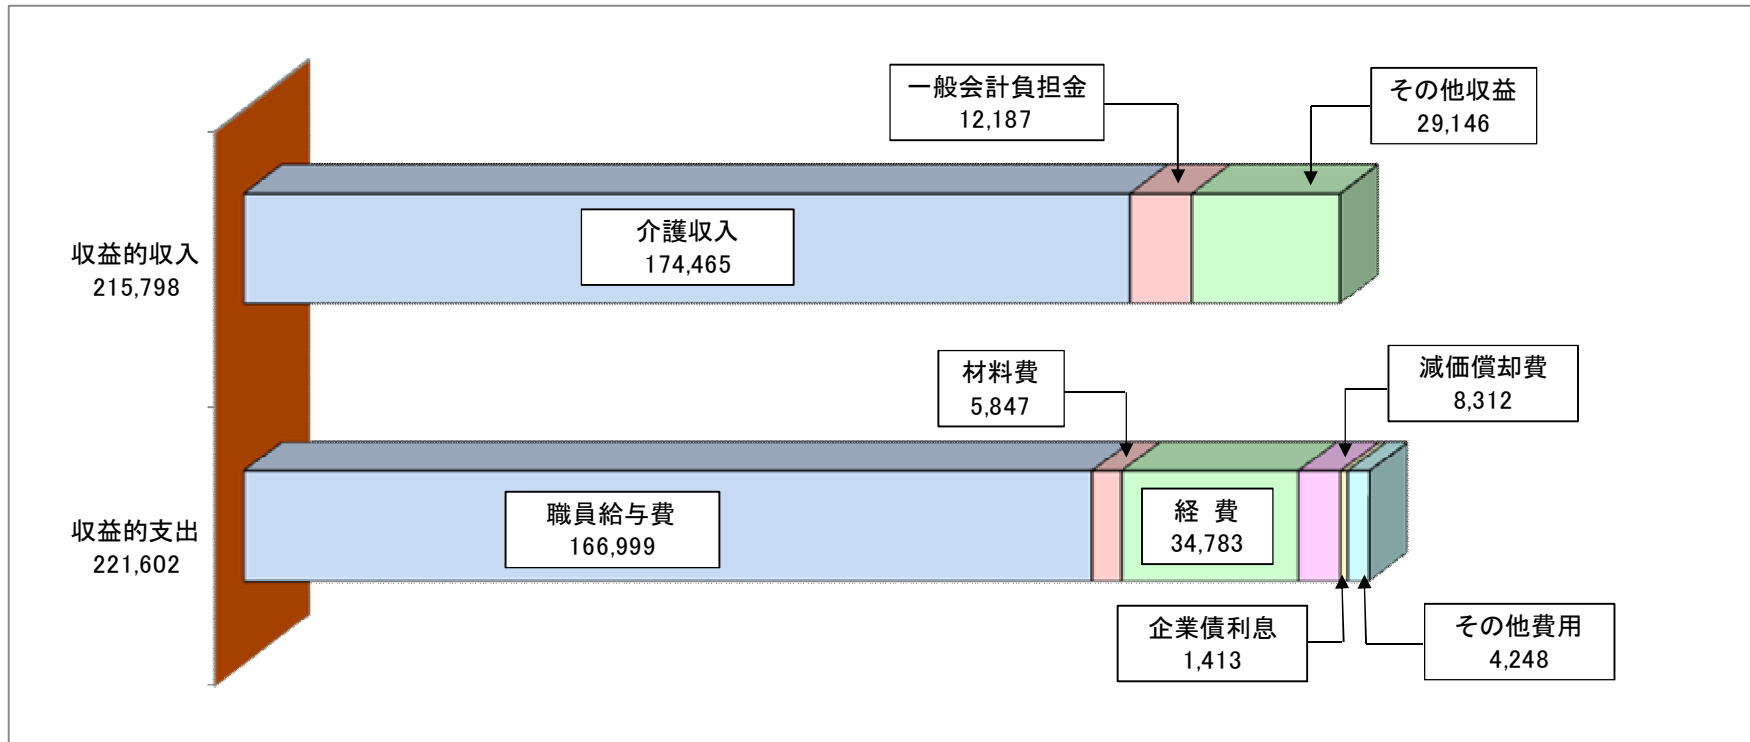 一般会計負担金
12,187
その他収益
29,146
介護収入
174,465
収益的収入
215,798
材料費
5,847
減価償却費
8,312
職員給与費
166,999
経 費
34,783
収益的支出
221,602
企業債利息
1,413
その他費用
4,248